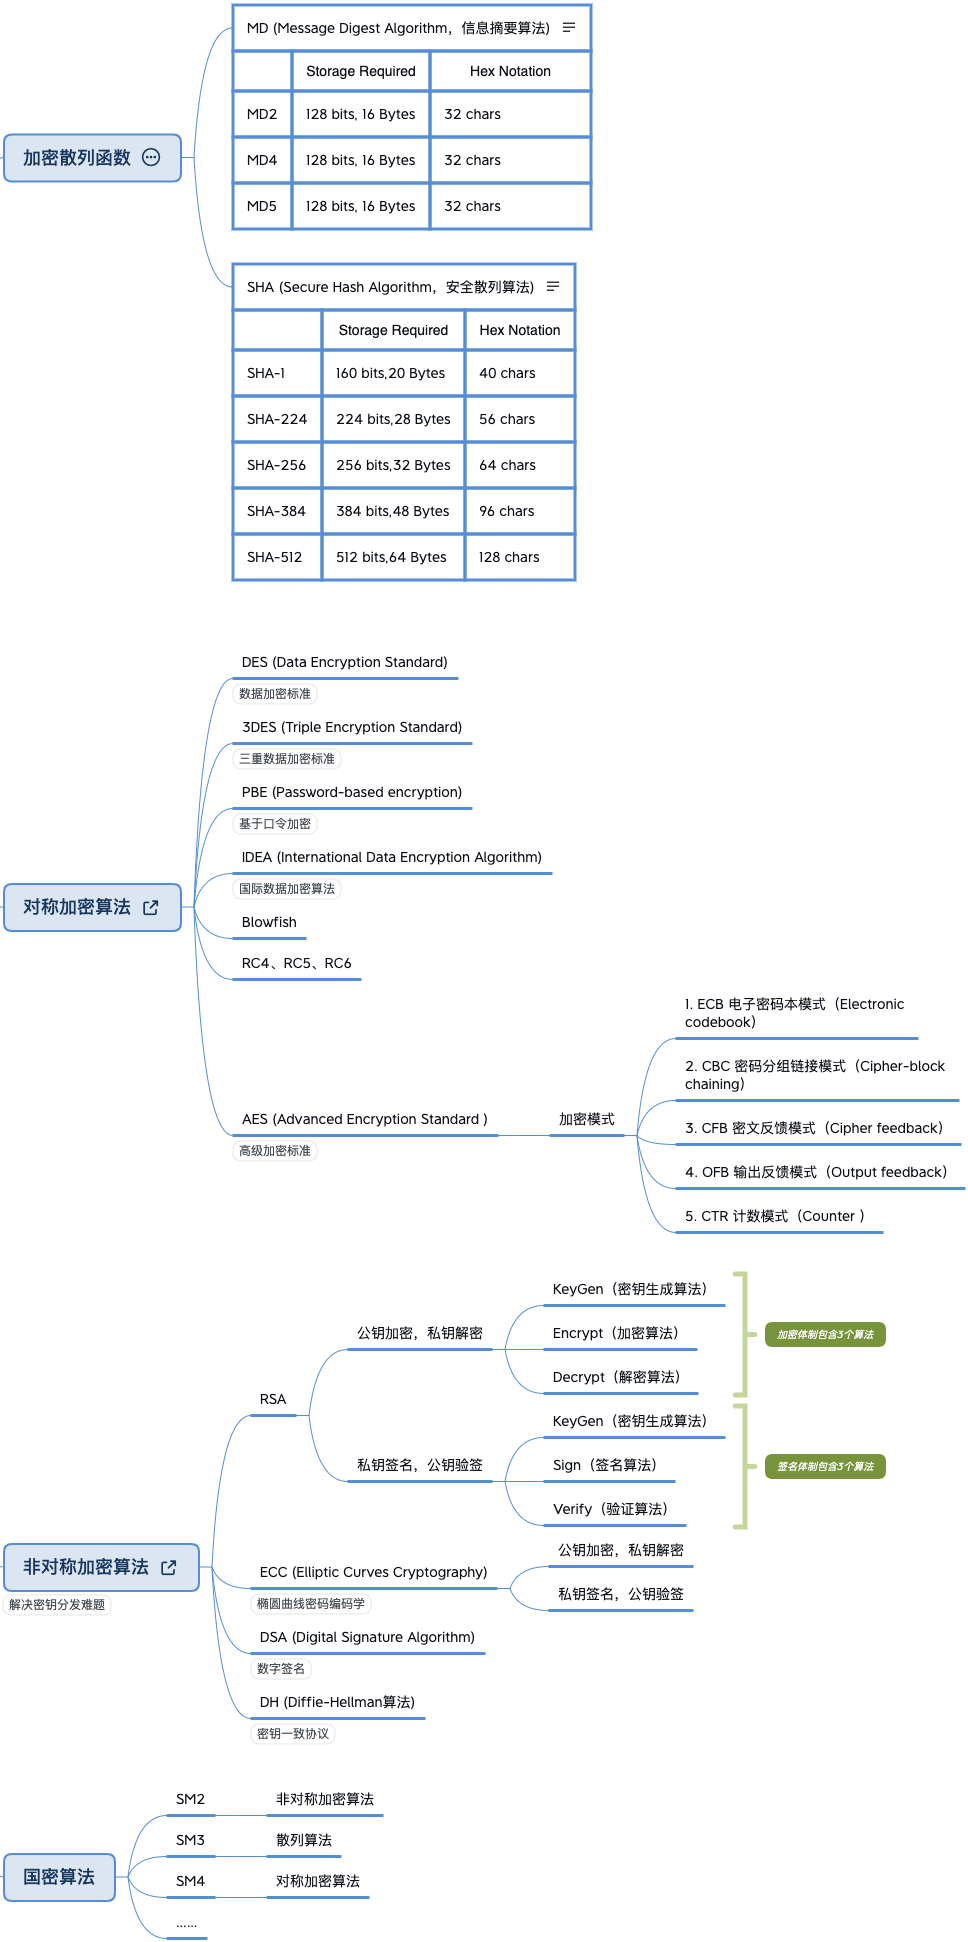 加密散列函数
MD (Message Digest Algorithm，信息摘要算法)
Storage Required Hex Notation
MD2 128 bits, 16 Bytes 32 chars
MD4 128 bits, 16 Bytes 32 chars
MD5 128 bits, 16 Bytes 32 chars
SHA (Secure Hash Algorithm，安全散列算法)
Storage Required Hex Notation
SHA-1 160 bits,20 Bytes 40 chars
SHA-224 224 bits,28 Bytes 56 chars
SHA-256 256 bits,32 Bytes 64 chars
SHA-384 384 bits,48 Bytes 96 chars
SHA-512 512 bits,64 Bytes 128 chars
对称加密算法
DES (Data Encryption Standard)
数据加密标准
3DES (Triple Encryption Standard)
三重数据加密标准
PBE (Password-based encryption)
基于口令加密
IDEA (International Data Encryption Algorithm)
国际数据加密算法
Blowfish
RC4、RC5、RC6
AES (Advanced Encryption Standard )
高级加密标准
加密模式
1. ECB 电子密码本模式（Electronic
codebook）
2. CBC 密码分组链接模式（Cipher-block
chaining）
3. CFB 密文反馈模式（Cipher feedback）
4. OFB 输出反馈模式（Output feedback）
5. CTR 计数模式（Counter ）
非对称加密算法
解决密钥分发难题
RSA
公钥加密，私钥解密
KeyGen（密钥生成算法）
Encrypt（加密算法）
Decrypt（解密算法）
加密体制包含3个算法
私钥签名，公钥验签
KeyGen（密钥生成算法）
Sign（签名算法）
Verify（验证算法）
签名体制包含3个算法
ECC (Elliptic Curves Cryptography)
椭圆曲线密码编码学
公钥加密，私钥解密
私钥签名，公钥验签
DSA (Digital Signature Algorithm)
数字签名
DH (Diffie-Hellman算法)
密钥一致协议
国密算法
SM2 非对称加密算法
SM3 散列算法
SM4 对称加密算法
……